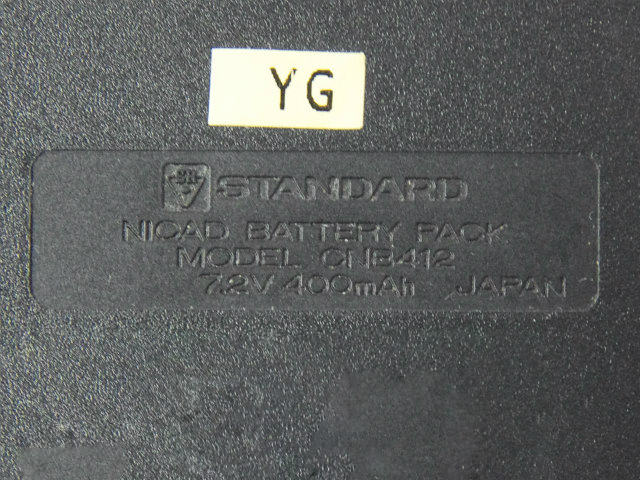 YG
STANDARD
NICAD BATTERY PACK
MODEL CNB412
7.2V 400mAh JAPAN